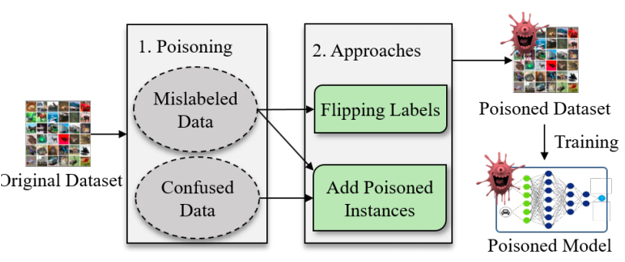 1. Poisoning
Mislabeled
Data
Confused
Data
2. Approaches
Flipping Labels
Add Poisoned
Instances
Original Dataset
Poisoned Dataset
Training
Poisoned Model